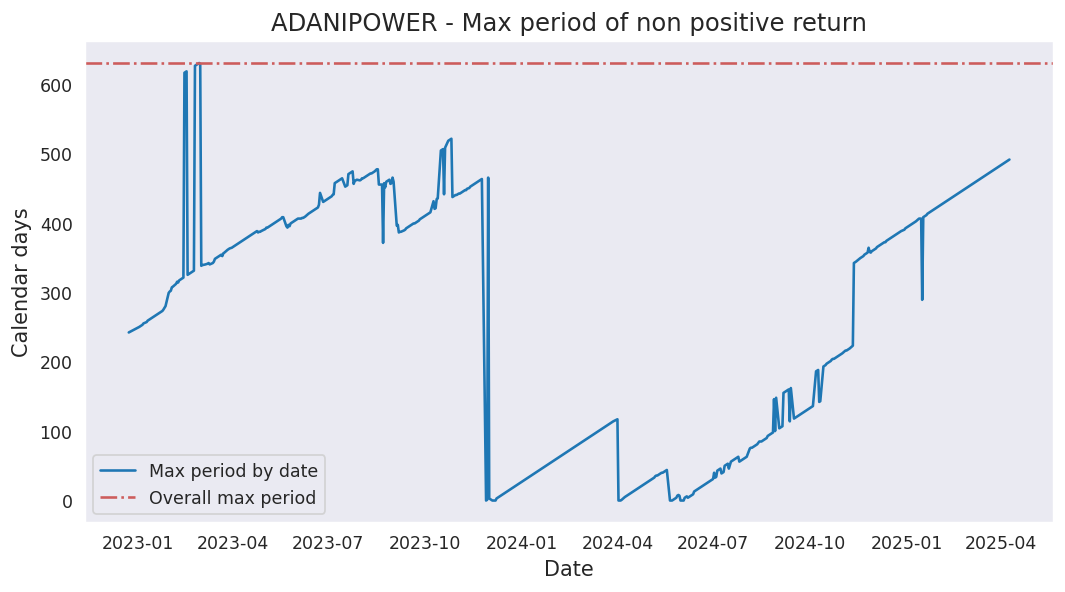 ADANIPOWER - Max period of non positive return
Calendar days
600
500
400
300
200
100
0
Max period by date
Overall max period
2023-01 2023-04 2023-07 2023-10 2024-01 2024-04 2024-07 2024-10 2025-01 2025-04
Date